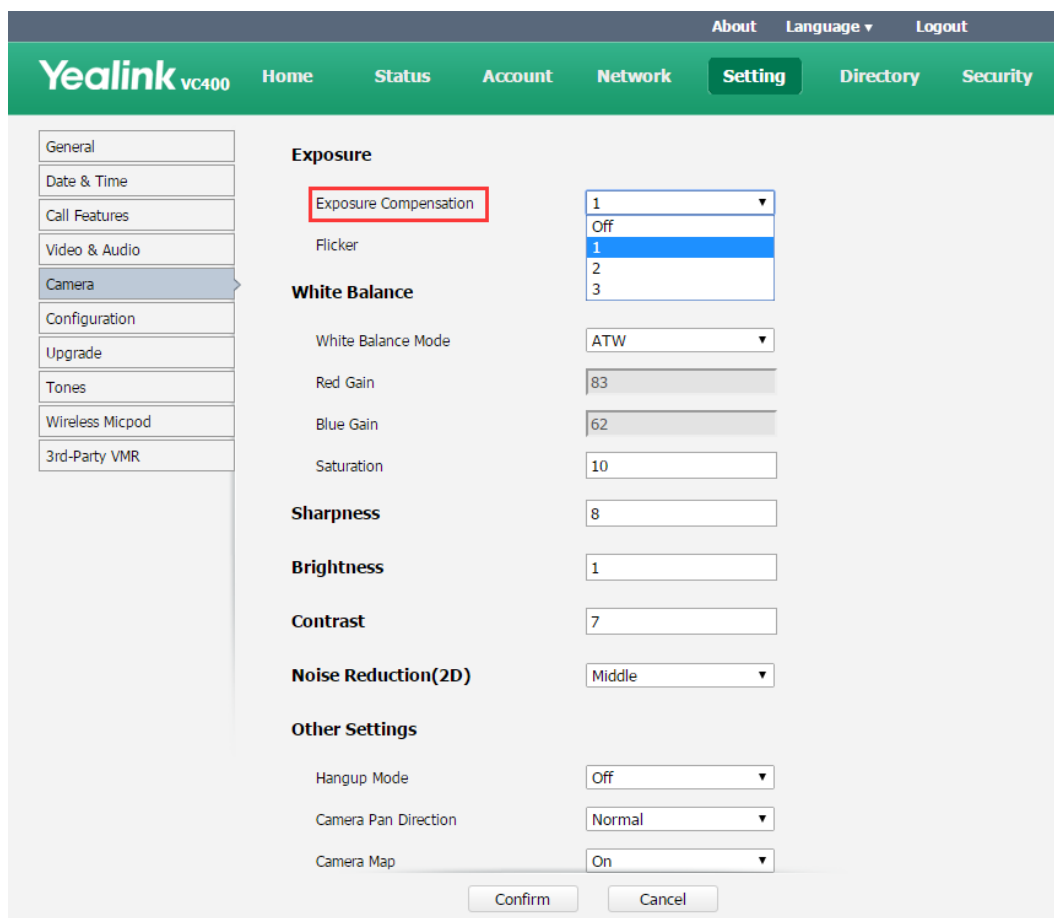 About Language ▾ Logout
Yealink VC400 Home Status Account Network Setting Directory Security
General
Date & Time
Call Features
Video & Audio
Camera
Configuration
Upgrade
Tones
Wireless Micpod
3rd-Party VMR
Exposure
Exposure Compensation 1
Off
1
2
3
Flicker
White Balance
White Balance Mode ATW
Red Gain 83
Blue Gain 62
Saturation 10
Sharpness 8
Brightness 1
Contrast 7
Noise Reduction(2D) Middle
Other Settings
Hangup Mode Off
Camera Pan Direction Normal
Camera Map On
Confirm Cancel